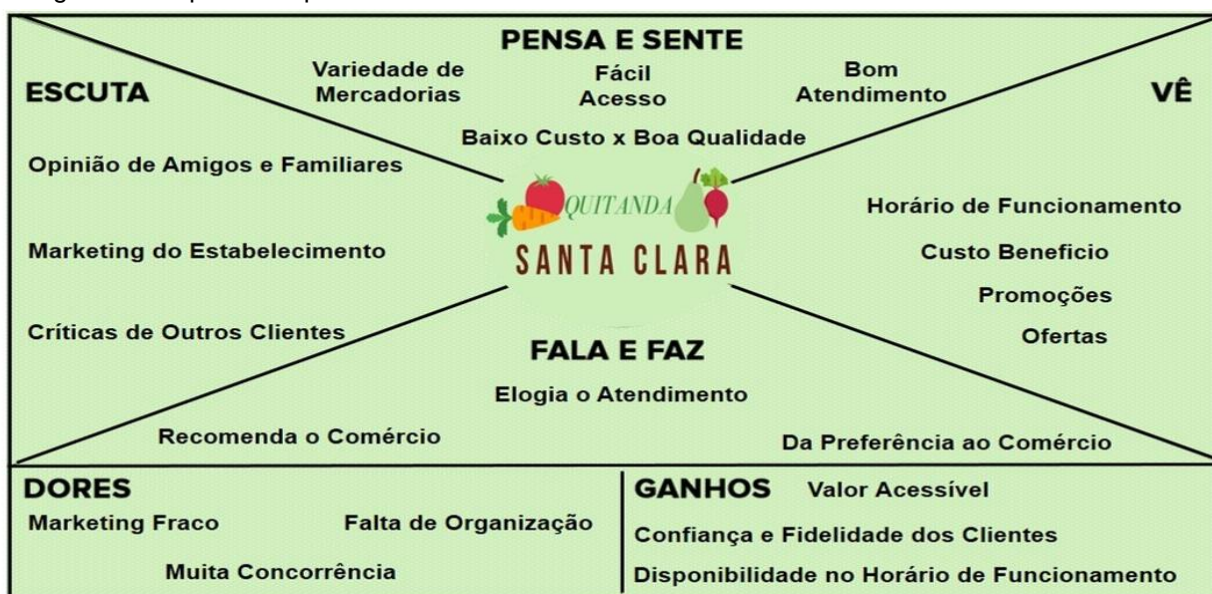 PENSA E SENTE
Variedade de
Mercadorias
Fácil
Acesso
Bom
Atendimento
Baixo Custo x Boa Qualidade
ESCUTA
Opinião de Amigos e Familiares
Marketing do Estabelecimento
Críticas de Outros Clientes
QUITANDA
SANTA CLARA
VÊ
Horário de Funcionamento
Custo Beneficio
Promoções
Ofertas
FALA E FAZ
Elogia o Atendimento
Recomenda o Comércio
Da Preferência ao Comércio
DORES
Marketing Fraco
Falta de Organização
Muita Concorrência
GANHOS
Valor Acessível
Confiança e Fidelidade dos Clientes
Disponibilidade no Horário de Funcionamento